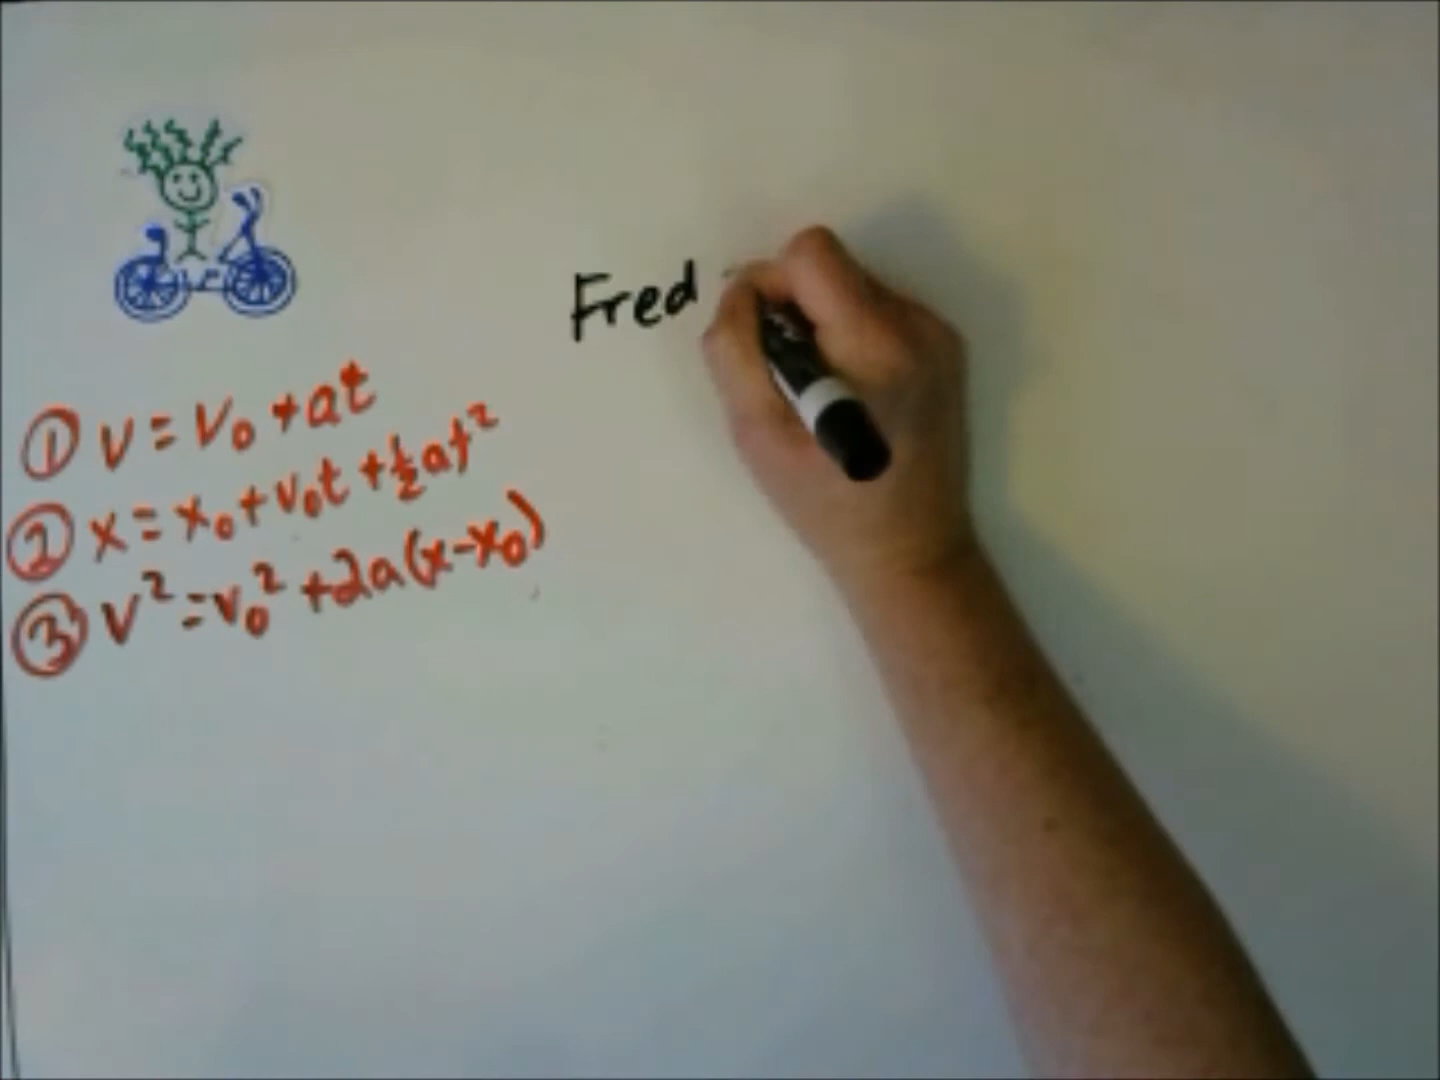 Fred
① v = v₀ + at
② x = x₀ + v₀t + ½at²
③ v² = v₀² + 2a(x-x₀)